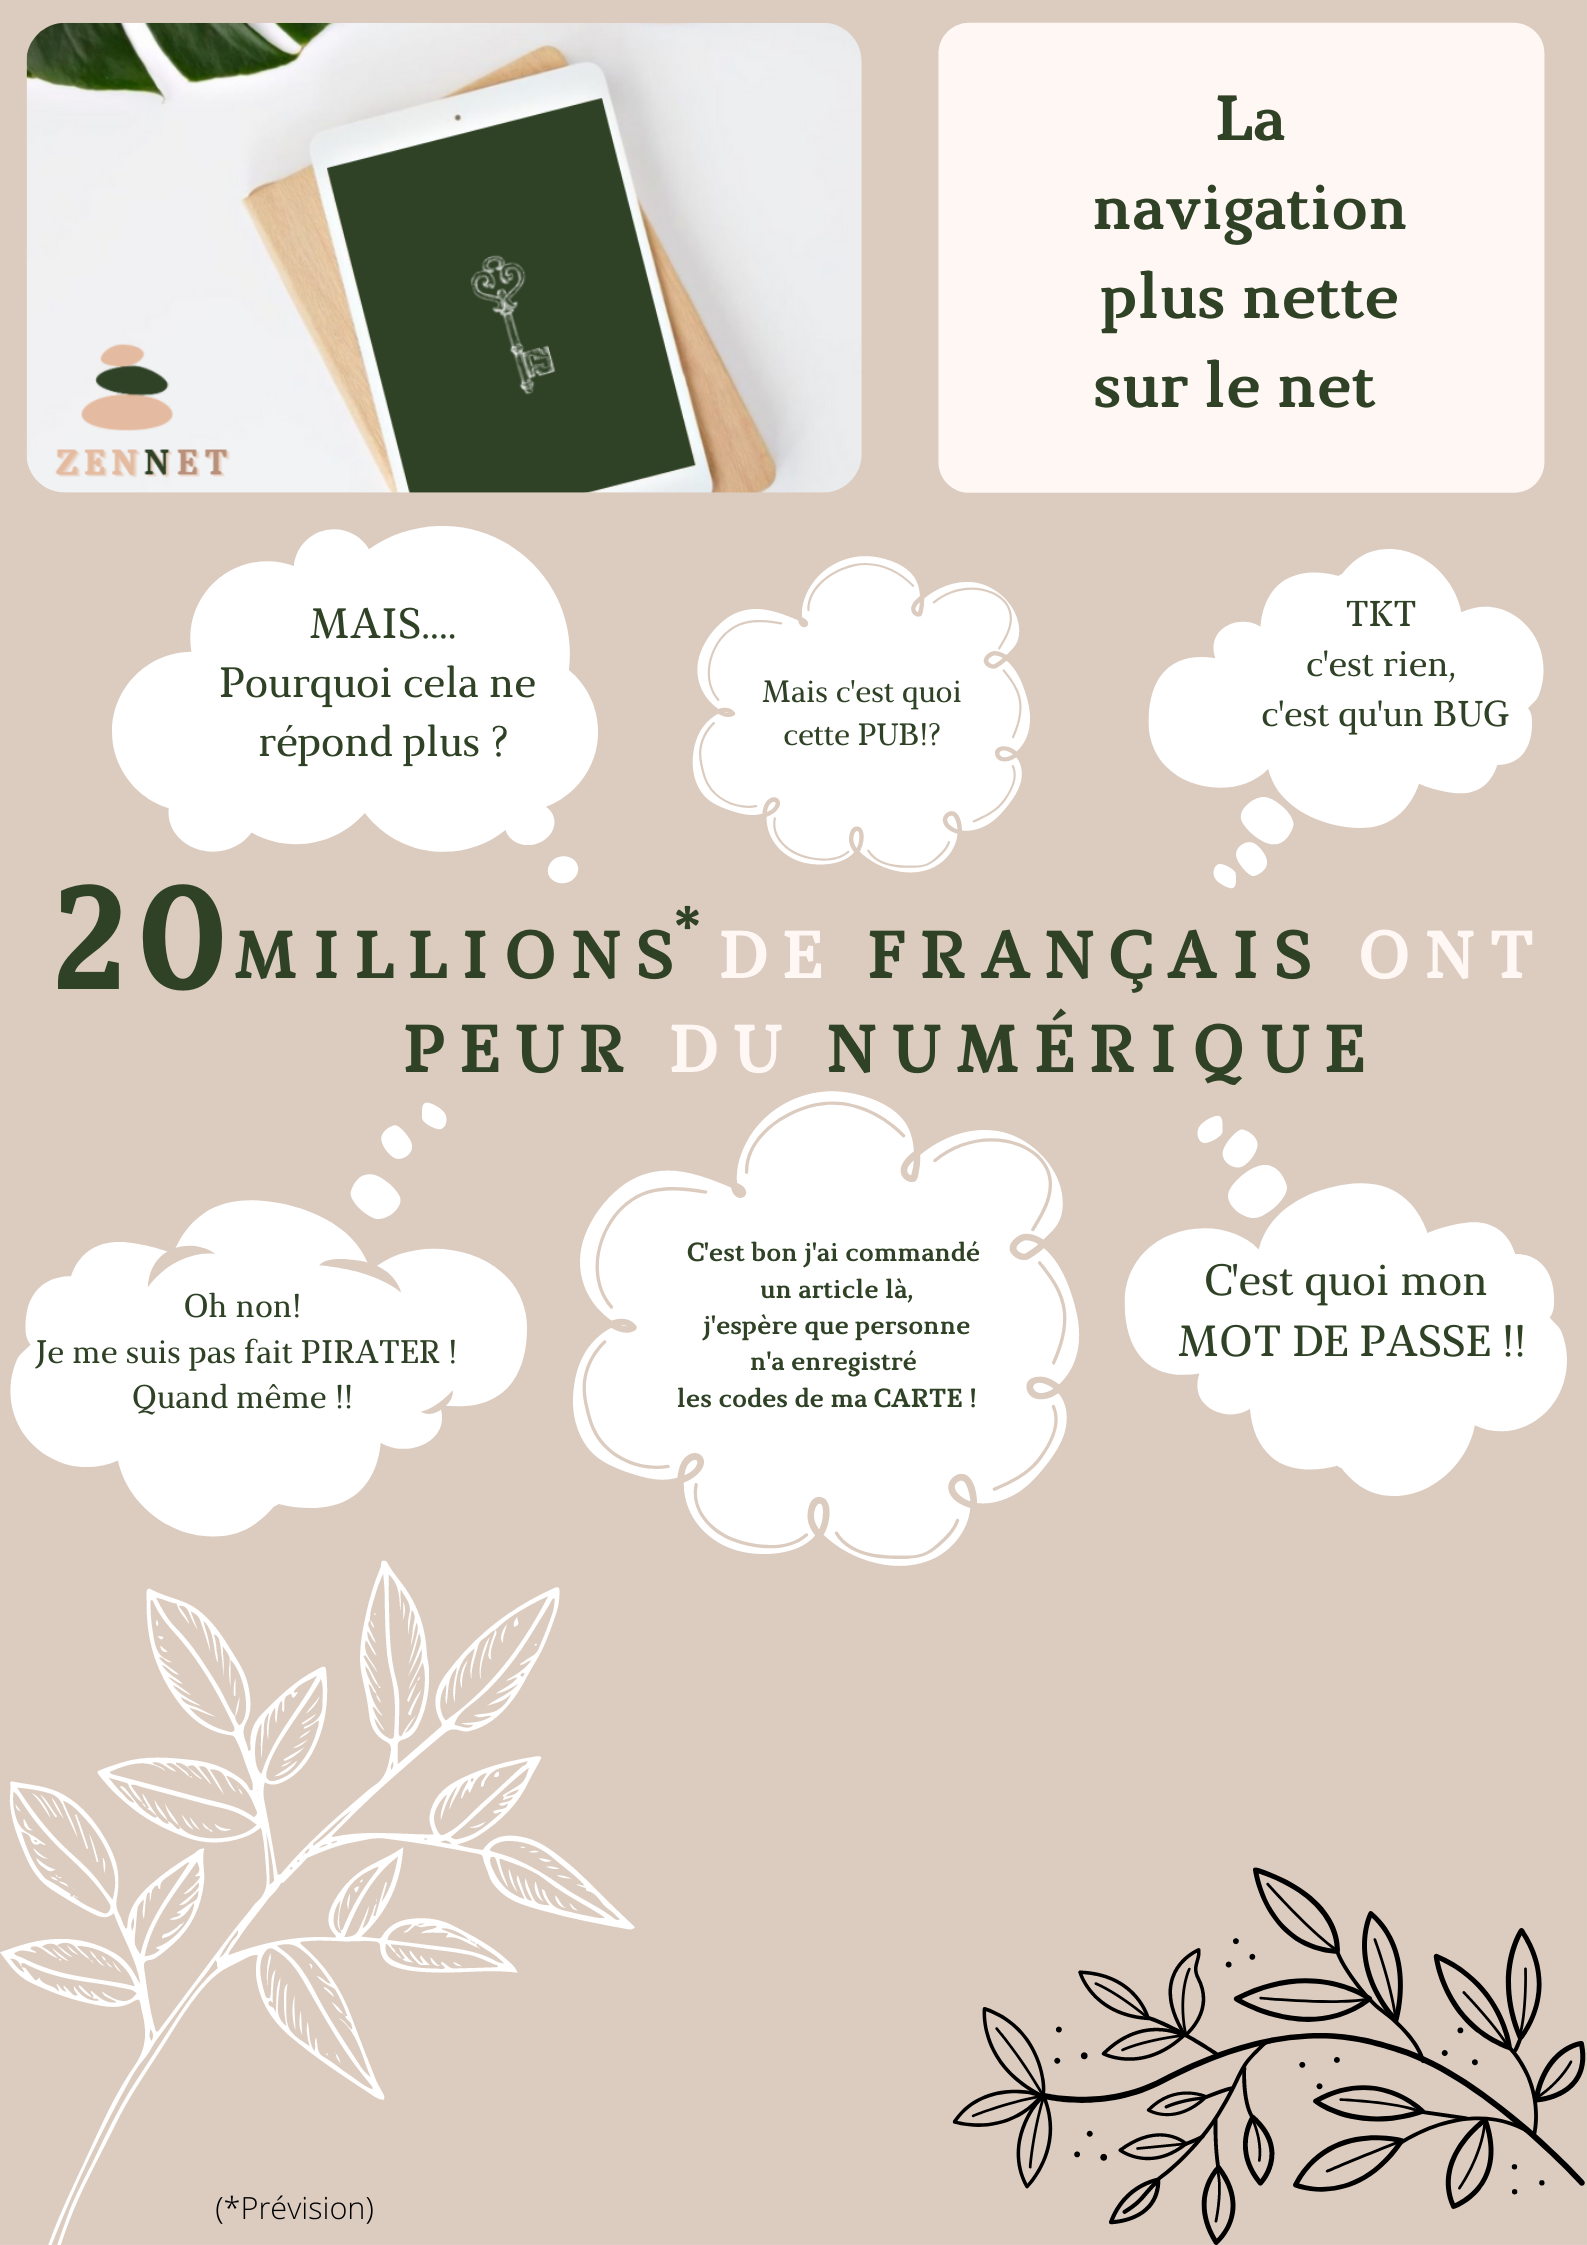 ZENNET
La
navigation
plus nette
sur le net
MAIS....
Pourquoi cela ne
répond plus ?
Mais c'est quoi
cette PUB!?
TKT
c'est rien,
c'est qu'un BUG
20 MILLIONS* DE FRANÇAIS ONT
PEUR DU NUMÉRIQUE
Oh non!
Je me suis pas fait PIRATER !
Quand même !!
C'est bon j'ai commandé
un article là,
j'espère que personne
n'a enregistré
les codes de ma CARTE !
C'est quoi mon
MOT DE PASSE !!
(*Prévision)